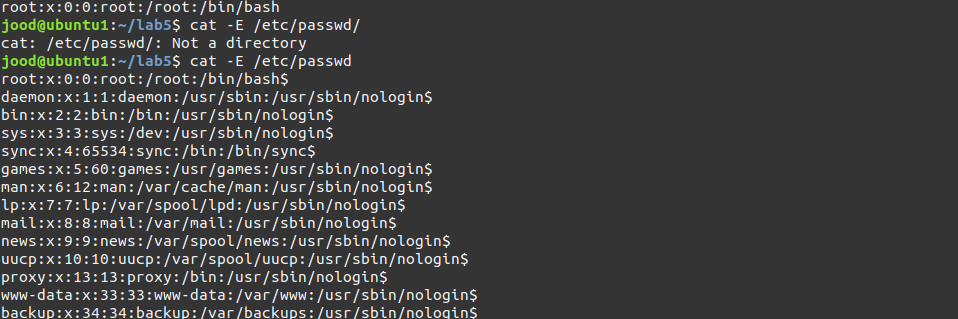 root:x:0:0:root:/root:/bin/bash
jood@ubuntu1:~/lab5$ cat -E /etc/passwd/
cat: /etc/passwd/: Not a directory
jood@ubuntu1:~/lab5$ cat -E /etc/passwd
root:x:0:0:root:/root:/bin/bash$
daemon:x:1:1:daemon:/usr/sbin:/usr/sbin/nologin$
bin:x:2:2:bin:/bin:/usr/sbin/nologin$
sys:x:3:3:sys:/dev:/usr/sbin/nologin$
sync:x:4:65534:sync:/bin:/bin/sync$
games:x:5:60:games:/usr/games:/usr/sbin/nologin$
man:x:6:12:man:/var/cache/man:/usr/sbin/nologin$
lp:x:7:7:lp:/var/spool/lpd:/usr/sbin/nologin$
mail:x:8:8:mail:/var/mail:/usr/sbin/nologin$
news:x:9:9:news:/var/spool/news:/usr/sbin/nologin$
uucp:x:10:10:uucp:/var/spool/uucp:/usr/sbin/nologin$
proxy:x:13:13:proxy:/bin:/usr/sbin/nologin$
www-data:x:33:33:www-data:/var/www:/usr/sbin/nologin$
backup:x:34:34:backup:/var/backups:/usr/sbin/nologin$